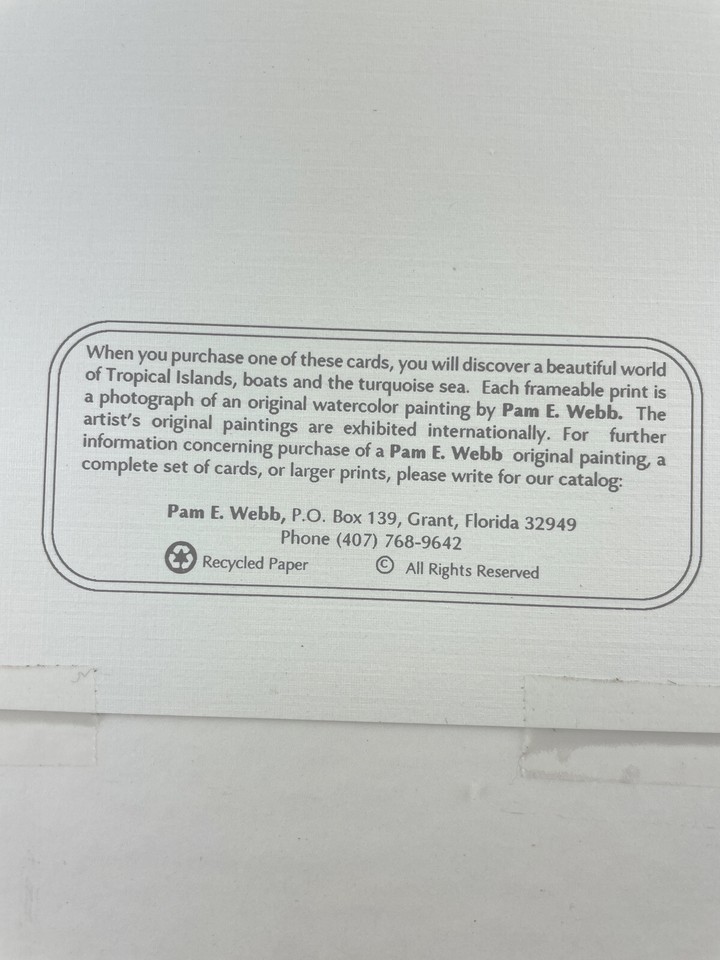 When you purchase one of these cards, you will discover a beautiful world
of Tropical Islands, boats and the turquoise sea. Each frameable print is
a photograph of an original watercolor painting by Pam E. Webb. The
artist's original paintings are exhibited internationally. For further
information concerning purchase of a Pam E. Webb original painting, a
complete set of cards, or larger prints, please write for our catalog:
Pam E. Webb, P.O. Box 139, Grant, Florida 32949
Phone (407) 768-9642
Recycled Paper © All Rights Reserved